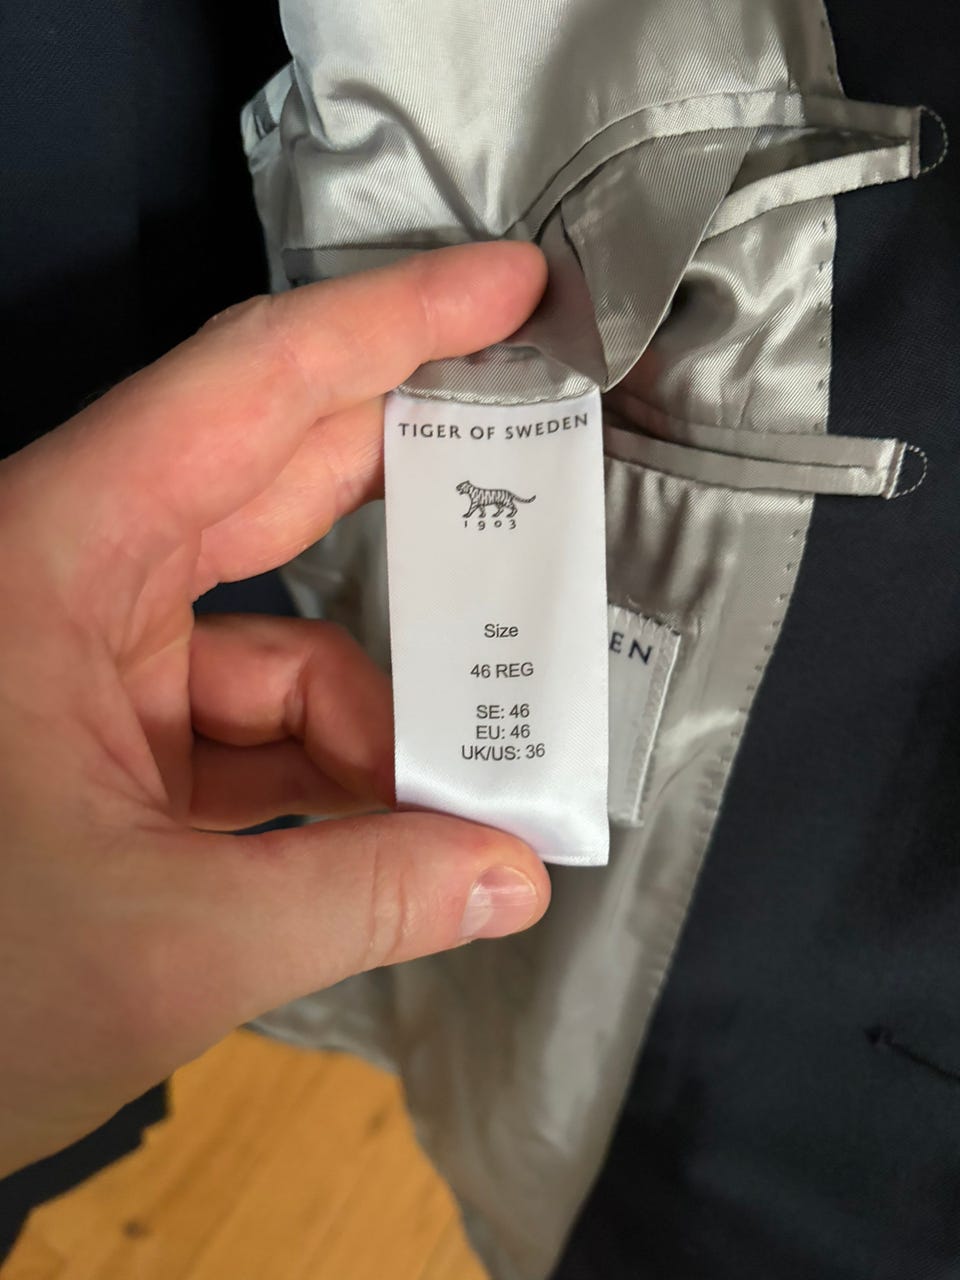 TIGER OF SWEDEN
1903
Size
46 REG
SE: 46
EU: 46
UK/US: 36
EN